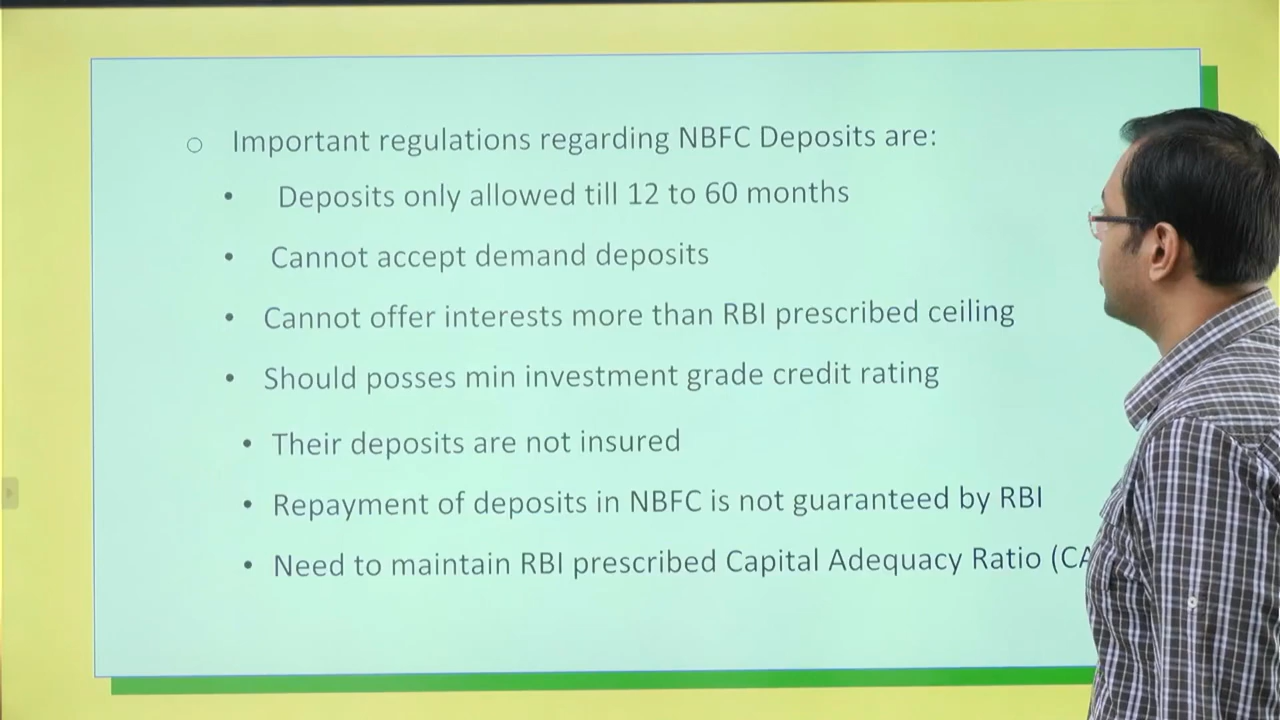 Important regulations regarding NBFC Deposits are:
Deposits only allowed till 12 to 60 months
Cannot accept demand deposits
Cannot offer interests more than RBI prescribed ceiling
Should posses min investment grade credit rating
Their deposits are not insured
Repayment of deposits in NBFC is not guaranteed by RBI
Need to maintain RBI prescribed Capital Adequacy Ratio